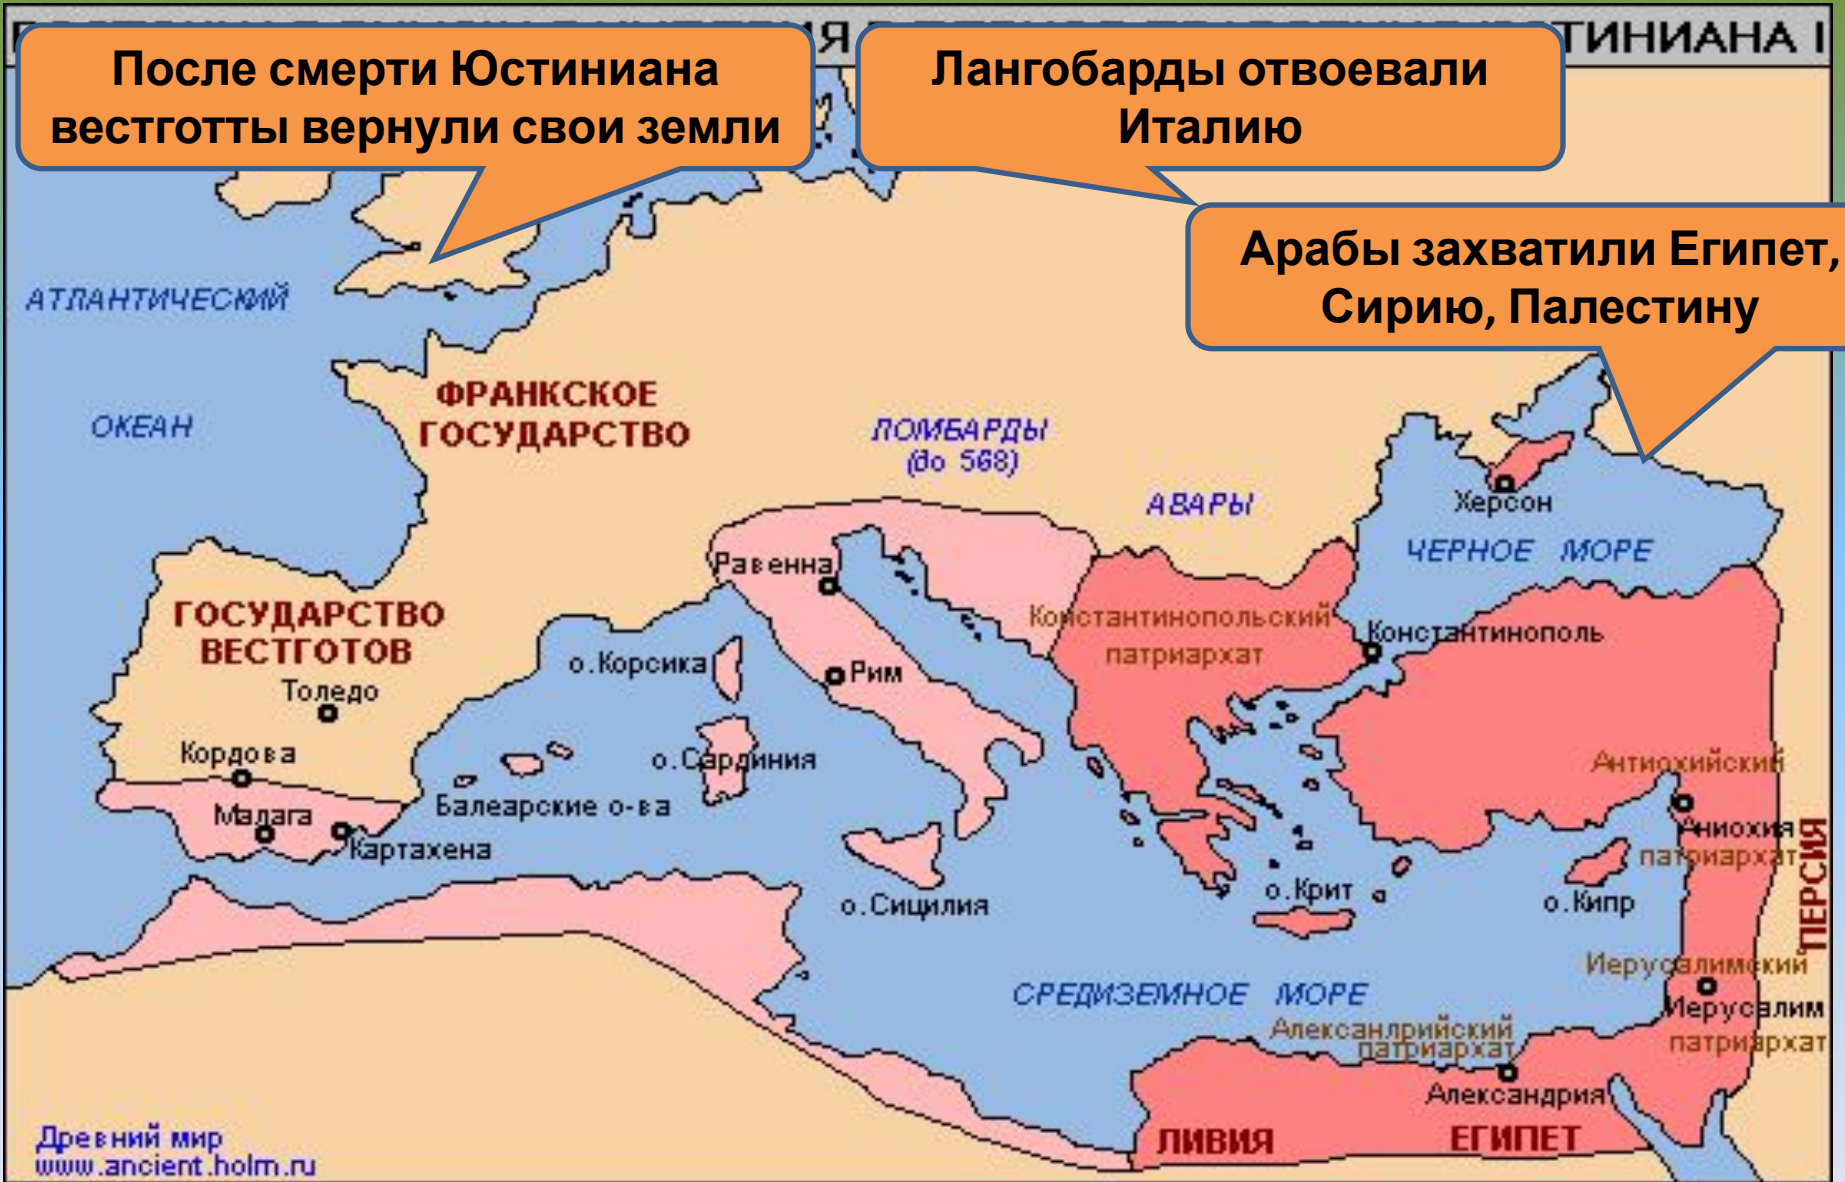 ТИНИАНА I
После смерти Юстиниана
вестготты вернули свои земли
Лангобарды отвоевали
Италию
Арабы захватили Египет,
Сирию, Палестину
АТЛАНТИЧЕСКИЙ
ОКЕАН
ФРАНКСКОЕ
ГОСУДАРСТВО
ЛОМБАРДЫ
(до 568)
АВАРЫ
Херсон
ЧЕРНОЕ МОРЕ
Равенна
ГОСУДАРСТВО
ВЕСТГОТОВ
Толедо
Константинопольский
патриархат
Константинополь
о.Корсика
Рим
Кордова
о.Сардиния
Антиохийский
Малага
Балеарские о-ва
Картахена
Аниохия
патриархат
ПЕРСИЯ
о.Сицилия
о.Крит
о.Кипр
Иерусалимский
СРЕДИЗЕМНОЕ МОРЕ
Иерусалим
патриархат
Алексанлрийский
патриархат
Александрия
ЛИВИЯ
ЕГИПЕТ
Древний мир
www.ancient.holm.ru